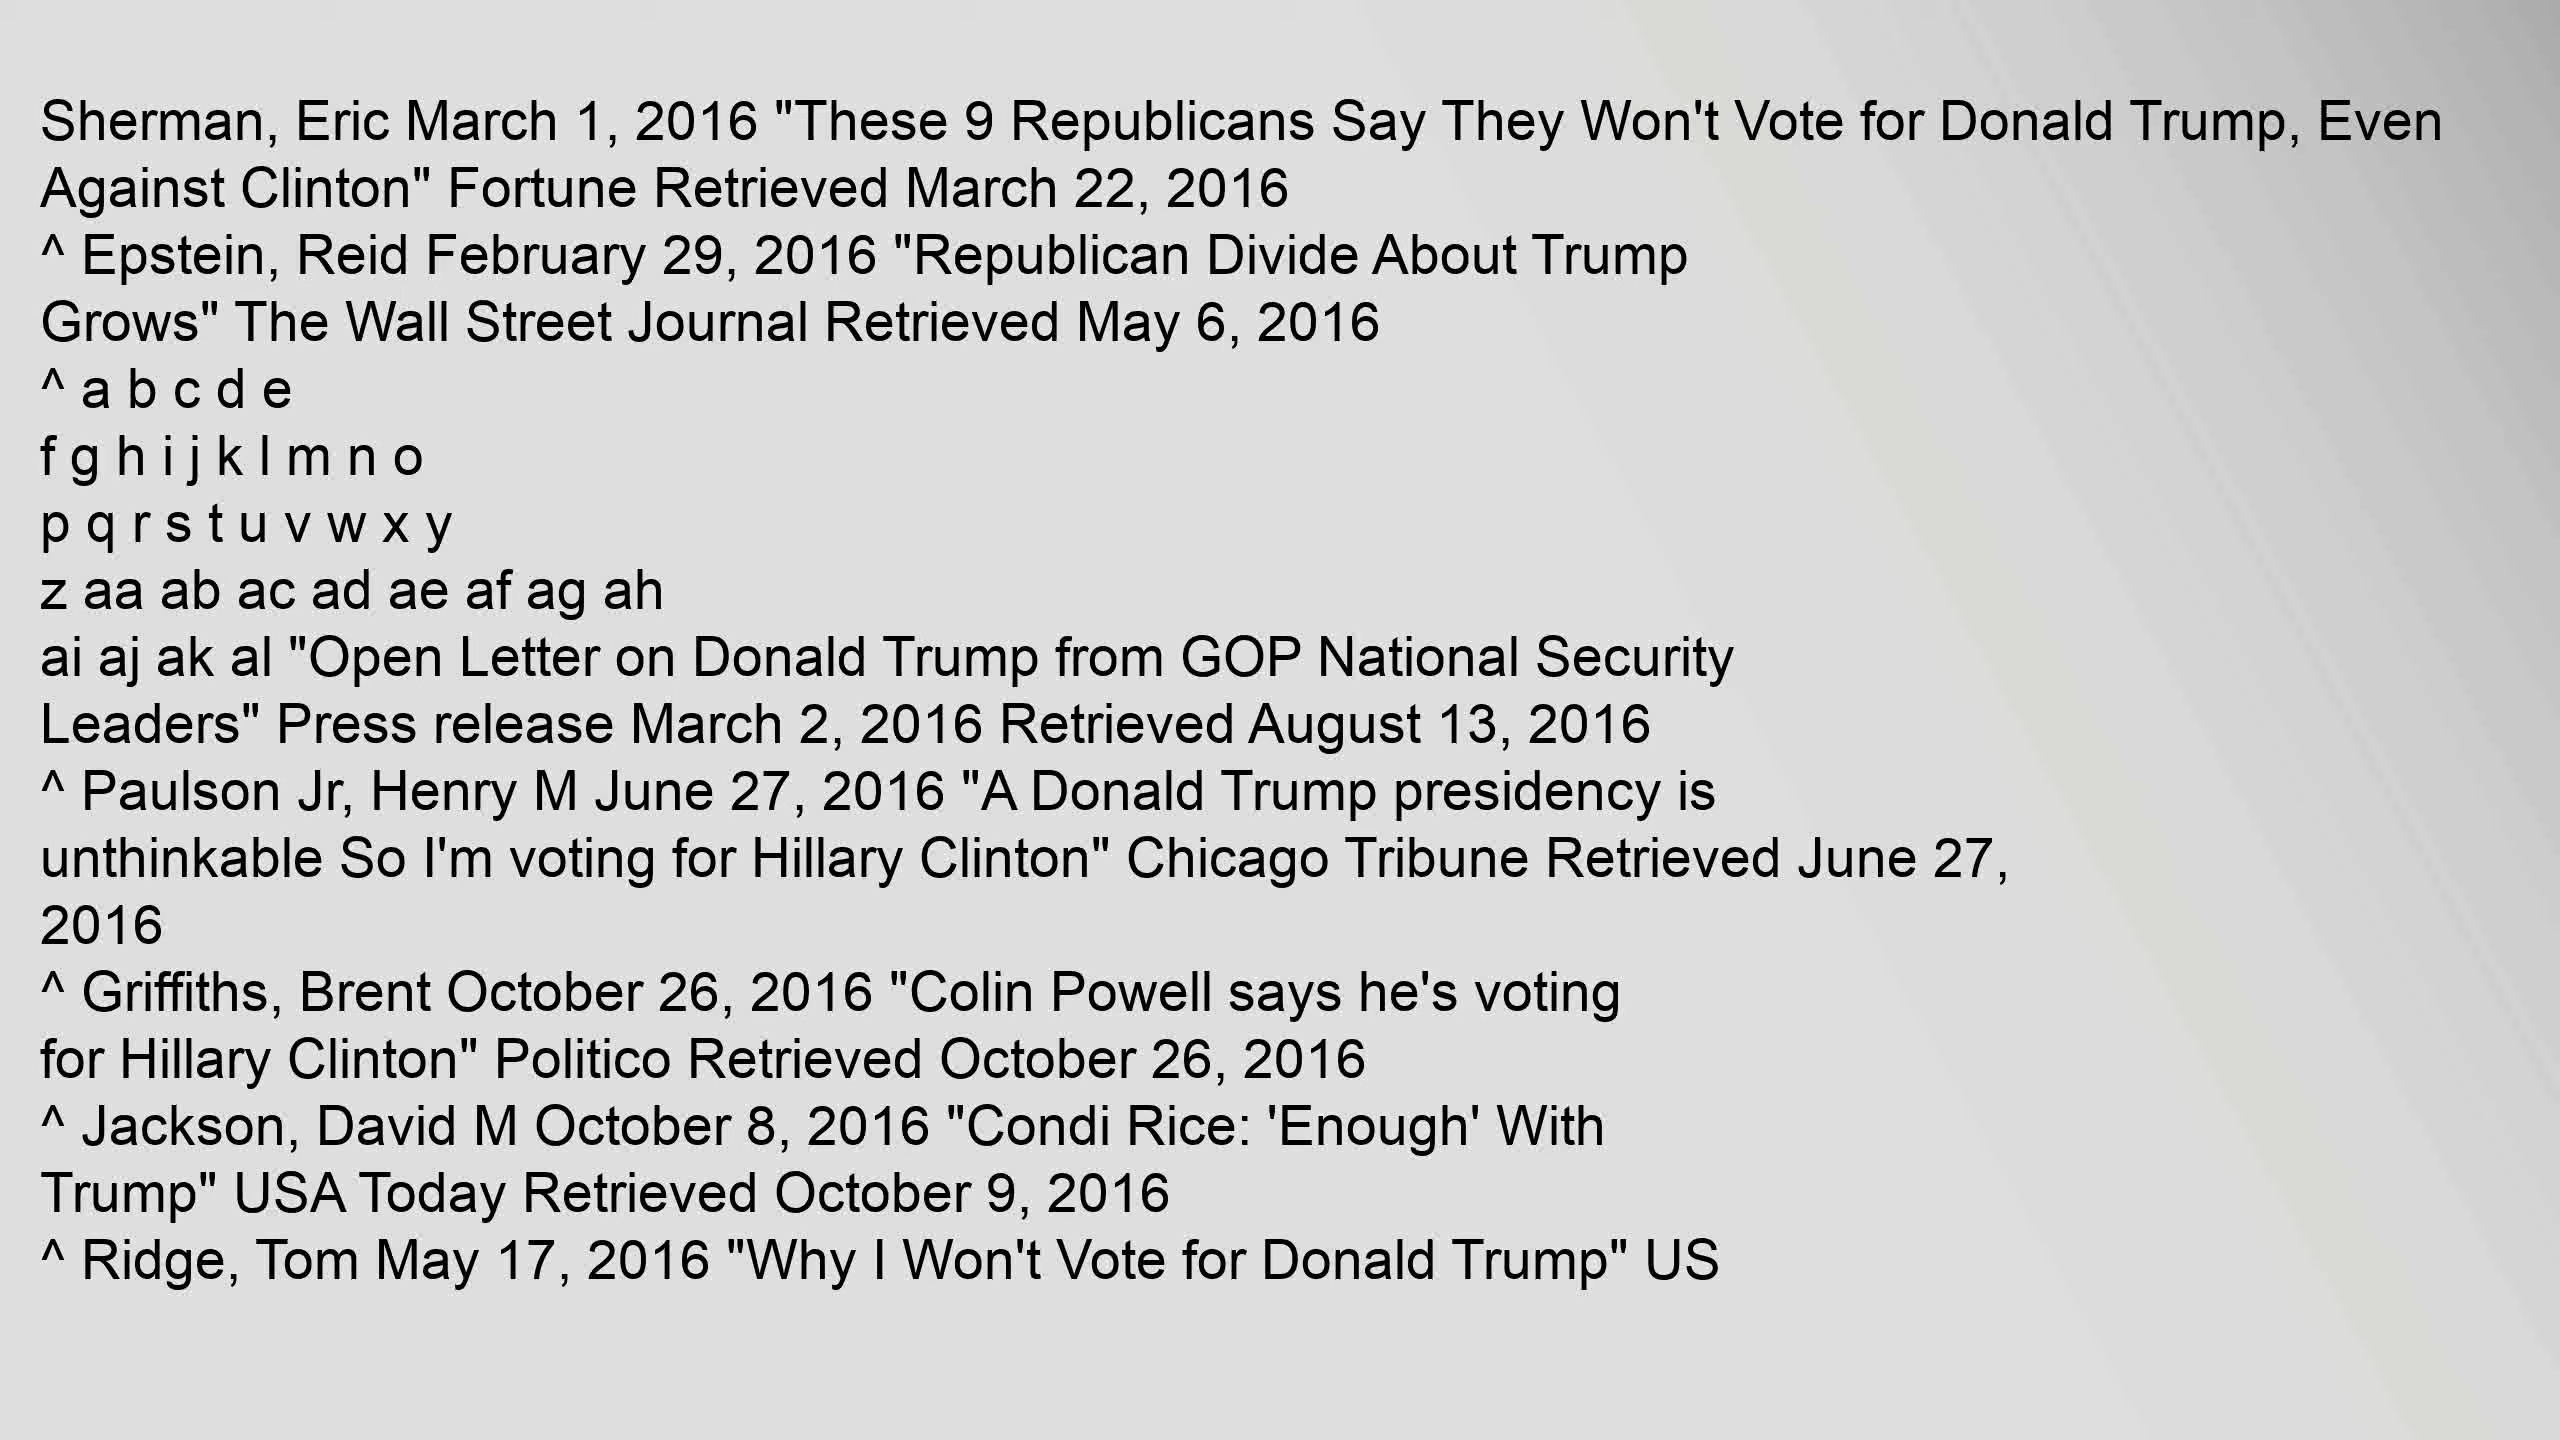 Sherman, Eric March 1, 2016 "These 9 Republicans Say They Won't Vote for Donald Trump, Even
Against Clinton" Fortune Retrieved March 22, 2016
^ Epstein, Reid February 29, 2016 "Republican Divide About Trump
Grows" The Wall Street Journal Retrieved May 6, 2016
^ a b c d e
f g h i j k l m n o
p q r s t u v w x y
z aa ab ac ad ae af ag ah
ai aj ak al "Open Letter on Donald Trump from GOP National Security
Leaders" Press release March 2, 2016 Retrieved August 13, 2016
^ Paulson Jr, Henry M June 27, 2016 "A Donald Trump presidency is
unthinkable So I'm voting for Hillary Clinton" Chicago Tribune Retrieved June 27,
2016
^ Griffiths, Brent October 26, 2016 "Colin Powell says he's voting
for Hillary Clinton" Politico Retrieved October 26, 2016
^ Jackson, David M October 8, 2016 "Condi Rice: 'Enough' With
Trump" USA Today Retrieved October 9, 2016
^ Ridge, Tom May 17, 2016 "Why I Won't Vote for Donald Trump" US